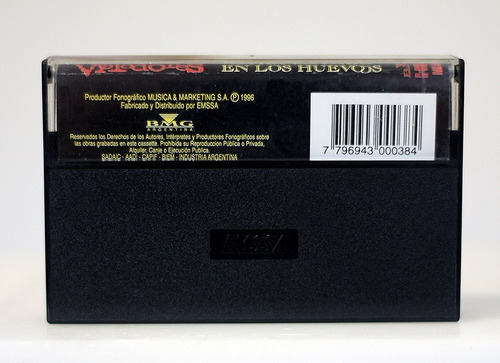 EN LOS HUEVOS
Productor Fonográfico MUSICA & MARKETING S.A. Ⓟ 1996
Fabricado y Distribuido por EMSSA
BMG
ARGENTINA
Reservados los Derechos de los Autores, Intérpretes y Productores Fonográficos sobre
las obras grabadas en este cassette. Prohibida su Reproducción Pública o Privada,
Alquiler, Canje o Ejecución Pública.
SADAIC - AADI - CAPIF - BIEM - INDUSTRIA ARGENTINA
7 796943 000384
EMSSA